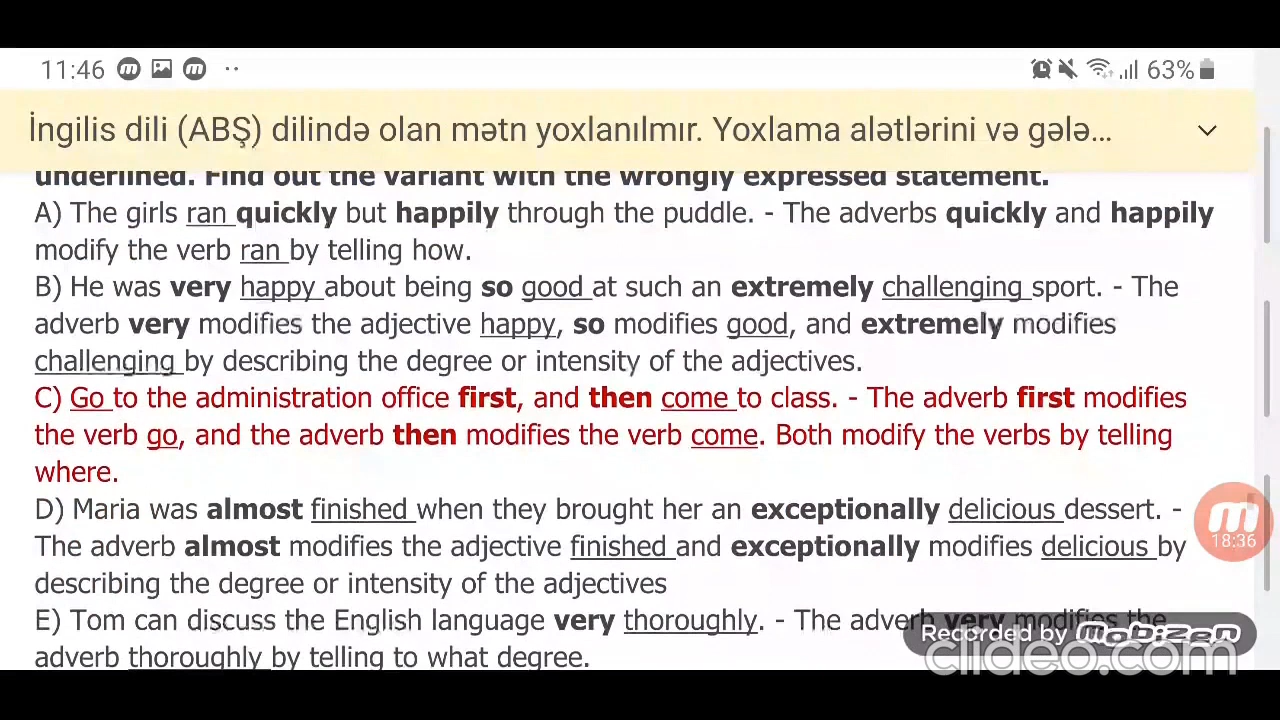 11:46 63%
İngilis dili (ABŞ) dilində olan mətn yoxlanılmır. Yoxlama alətlərini və gələ...
underlined. Find out the variant with the wrongly expressed statement.
A) The girls ran quickly but happily through the puddle. - The adverbs quickly and happily
modify the verb ran by telling how.
B) He was very happy about being so good at such an extremely challenging sport. - The
adverb very modifies the adjective happy, so modifies good, and extremely modifies
challenging by describing the degree or intensity of the adjectives.
C) Go to the administration office first, and then come to class. - The adverb first modifies
the verb go, and the adverb then modifies the verb come. Both modify the verbs by telling
where.
D) Maria was almost finished when they brought her an exceptionally delicious dessert. -
The adverb almost modifies the adjective finished and exceptionally modifies delicious by
18:36
describing the degree or intensity of the adjectives
E) Tom can discuss the English language very thoroughly. - The adverb very modifies the
Recorded by Mobizen
adverb thoroughly by telling to what degree.
clideo.com